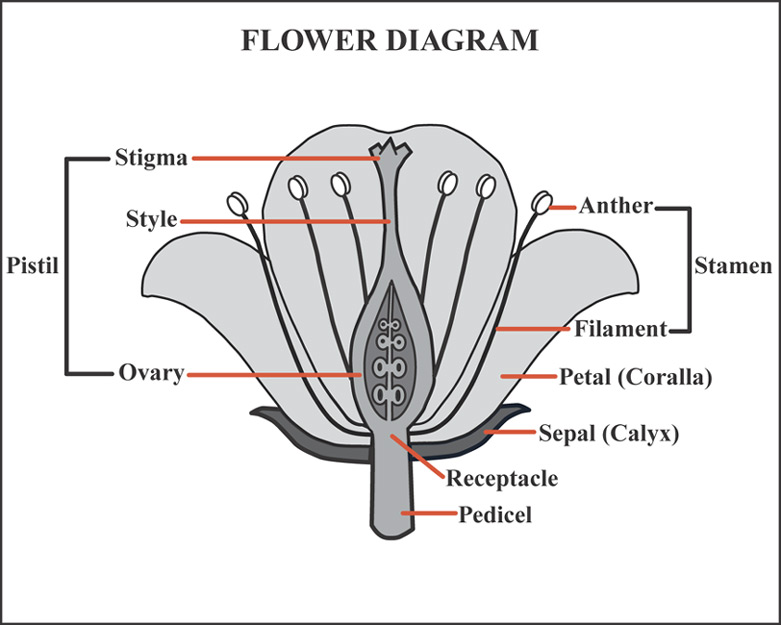 FLOWER DIAGRAM
Stigma
Style
Pistil
Ovary
Anther
Stamen
Filament
Petal (Coralla)
Sepal (Calyx)
Receptacle
Pedicel